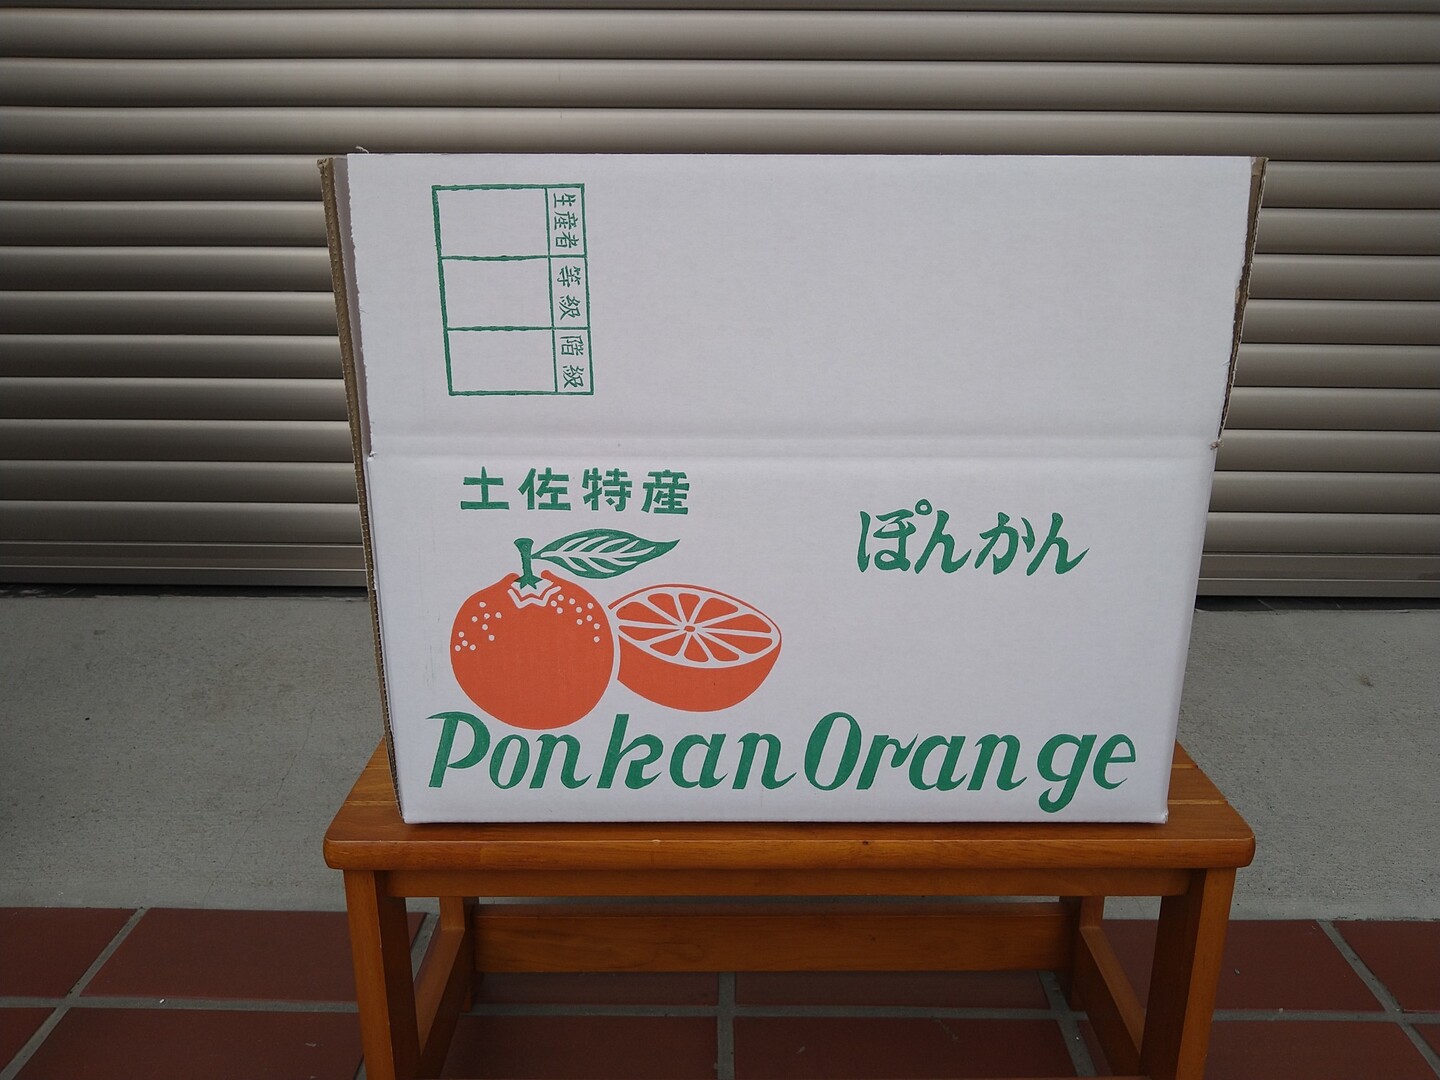 生産者
等級
階級
土佐特産
ぽんかん
Ponkan Orange